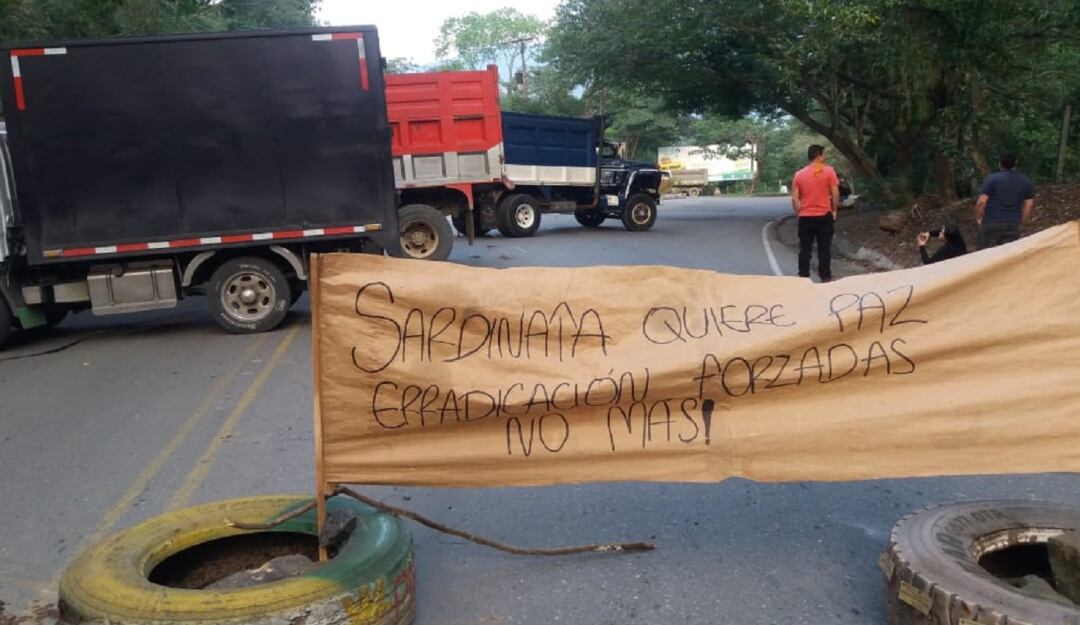 SARDINATA QUIERE PAZ
ERRADICACIÓN FORZADAS
NO MAS!